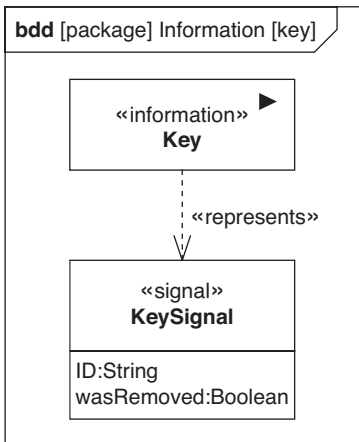 bdd [package] Information [key]
«information»
Key
«represents»
«signal»
KeySignal
ID:String
wasRemoved:Boolean